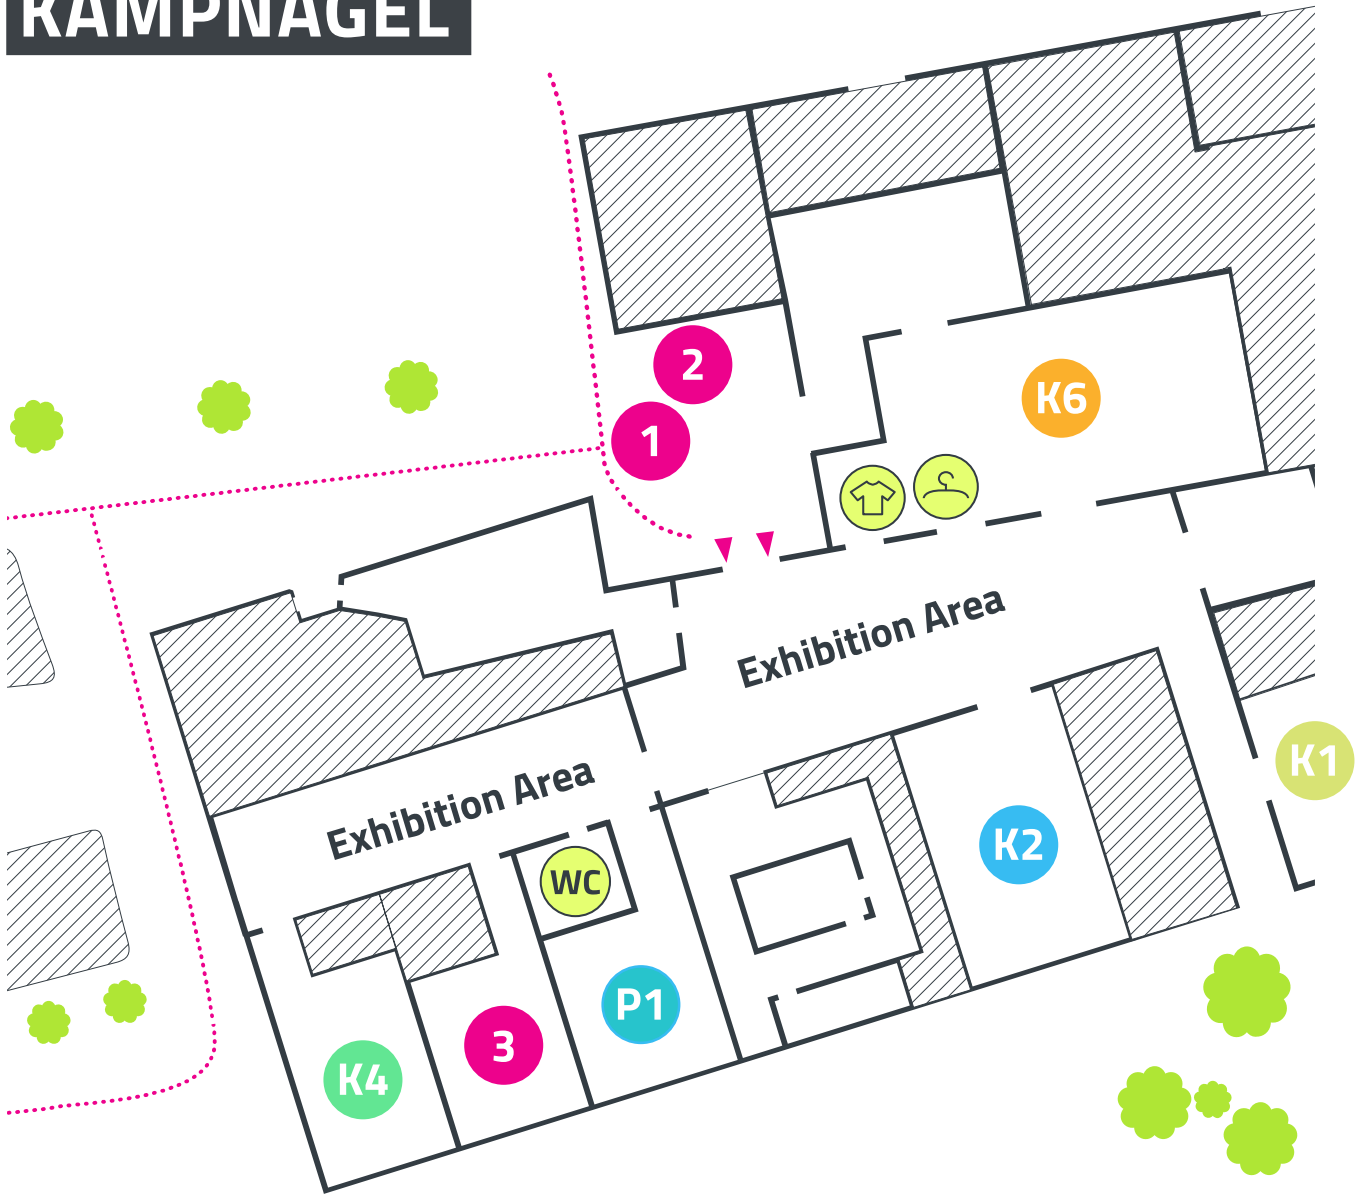 KAMPNAGEL
2
1
K6
Exhibition Area
K1
Exhibition Area
K2
WC
P1
3
K4